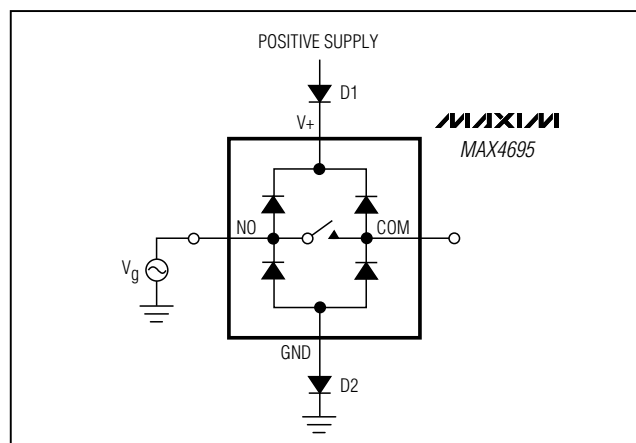 POSITIVE SUPPLY
D1
V+
MAXIM
MAX4695
NO
COM
Vg
GND
D2